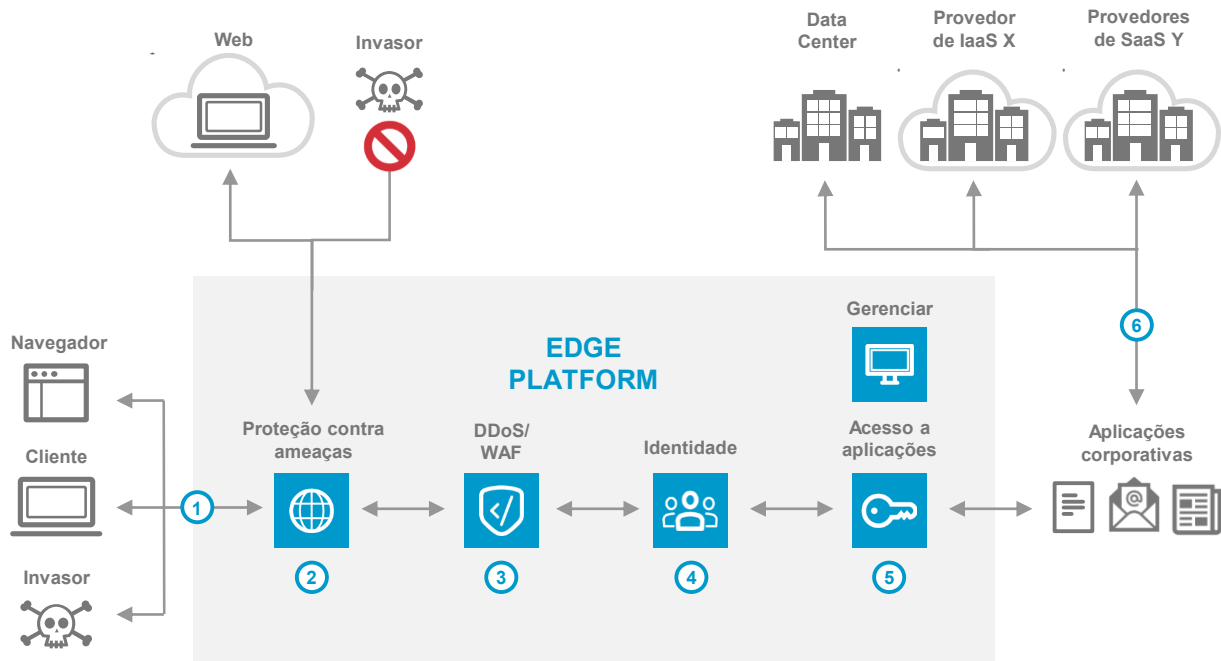 Web
Invasor
Data
Center
Provedor
de IaaS X
Provedores
de SaaS Y
EDGE
PLATFORM
Gerenciar
6
Navegador
Cliente
Invasor
1
Proteção contra
ameaças
2
DDoS/
WAF
</>
3
Identidade
4
Acesso a
aplicações
5
Aplicações
corporativas
@